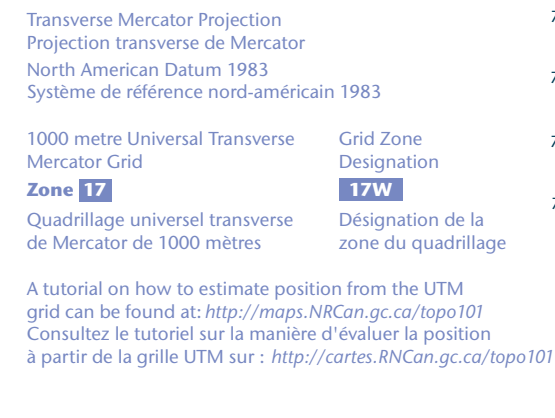 Transverse Mercator Projection
Projection transverse de Mercator
North American Datum 1983
Système de référence nord-américain 1983
1000 metre Universal Transverse
Mercator Grid
Zone 17
Quadrillage universel transverse
de Mercator de 1000 mètres
Grid Zone
Designation
17W
Désignation de la
zone du quadrillage
A tutorial on how to estimate position from the UTM
grid can be found at: http://maps.NRCan.gc.ca/topo101
Consultez le tutoriel sur la manière d'évaluer la position
à partir de la grille UTM sur : http://cartes.RNCan.gc.ca/topo101